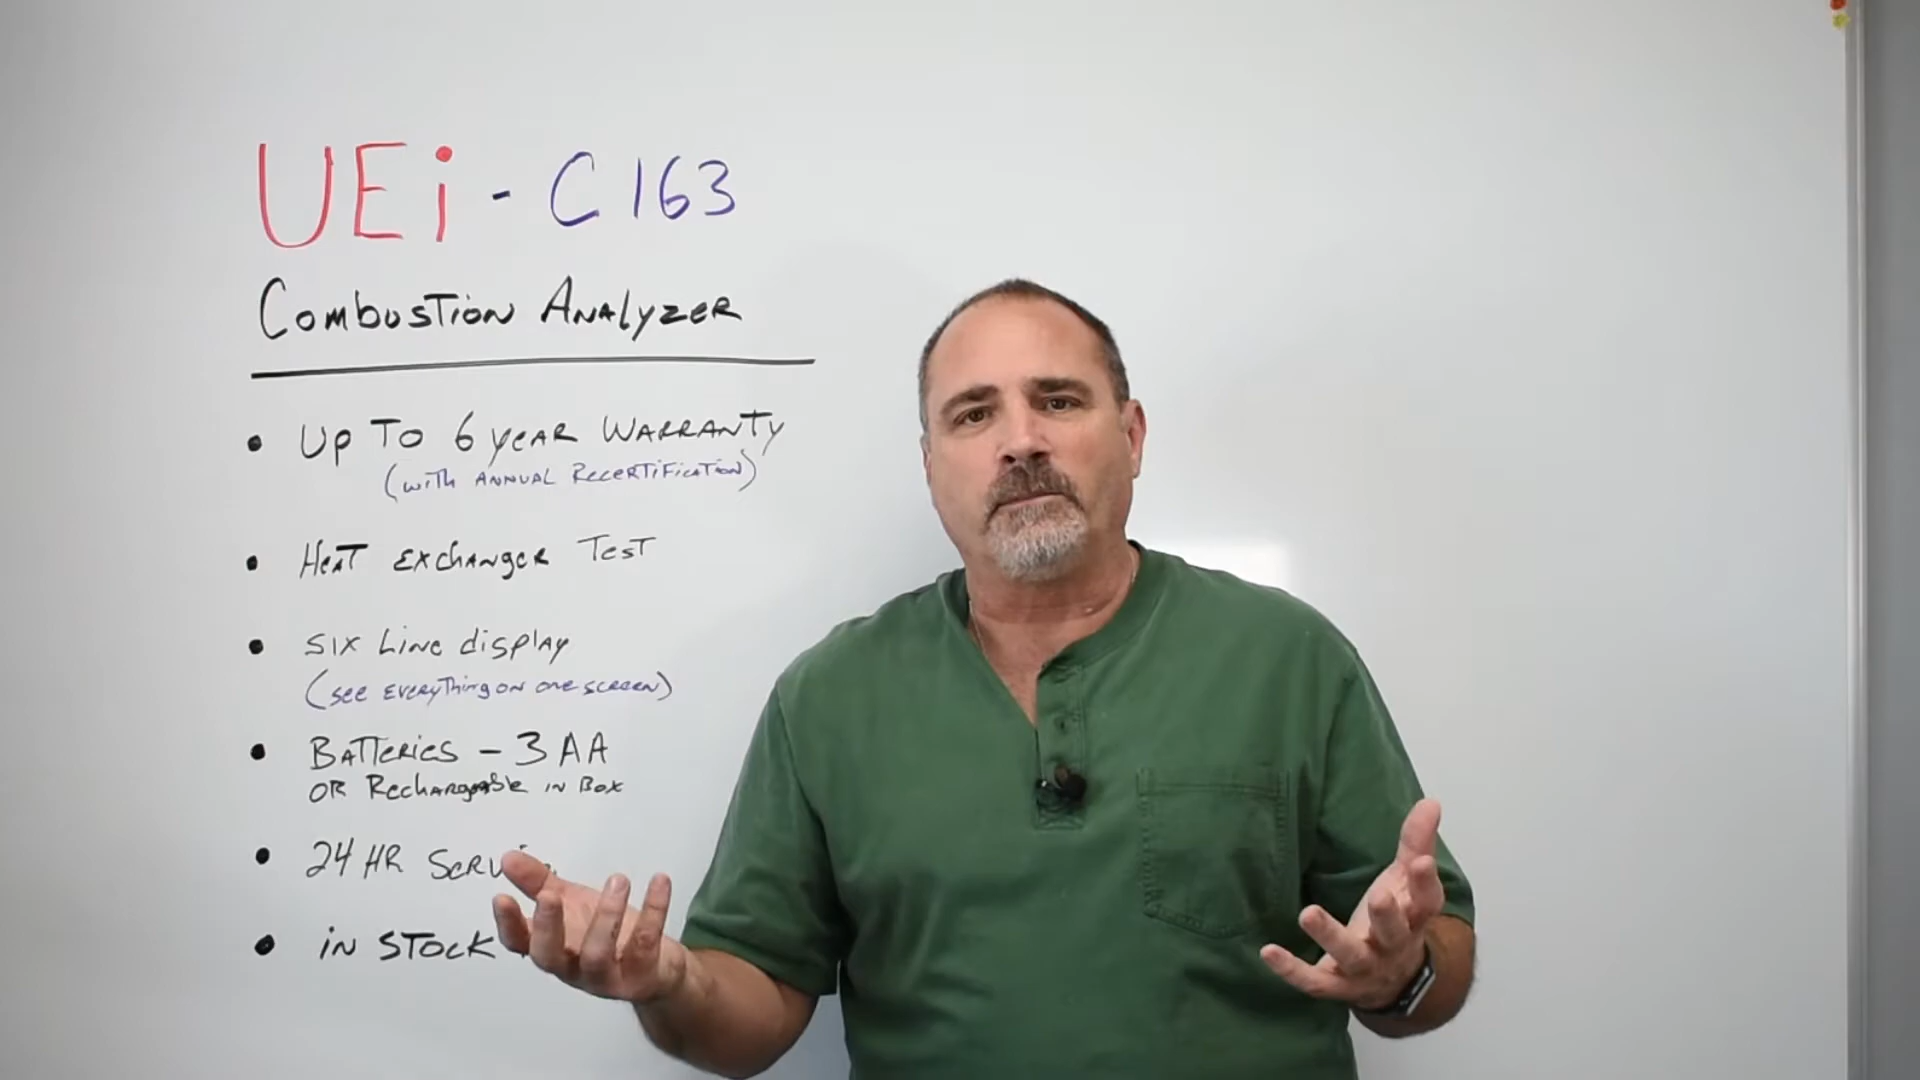 UEi - C163
Combustion Analyzer
• Up To 6 year Warranty
(with Annual Recertification)
• Heat Exchanger Test
• Six Line display
(see everything on one screen)
• Batteries - 3 AA
or Rechargeable in Box
• 24 HR
• in Stock